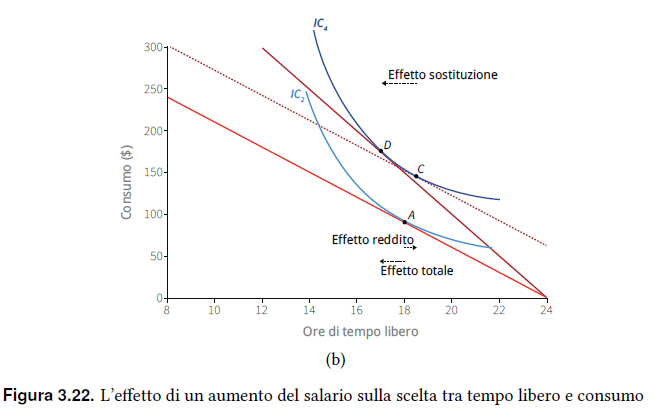 IC4
300
Effetto sostituzione
250
IC2
200
D
C
150
Consumo ($)
100
A
Effetto reddito
50
Effetto totale
0
8 10 12 14 16 18 20 22 24
Ore di tempo libero
(b)
Figura 3.22. L'effetto di un aumento del salario sulla scelta tra tempo libero e consumo